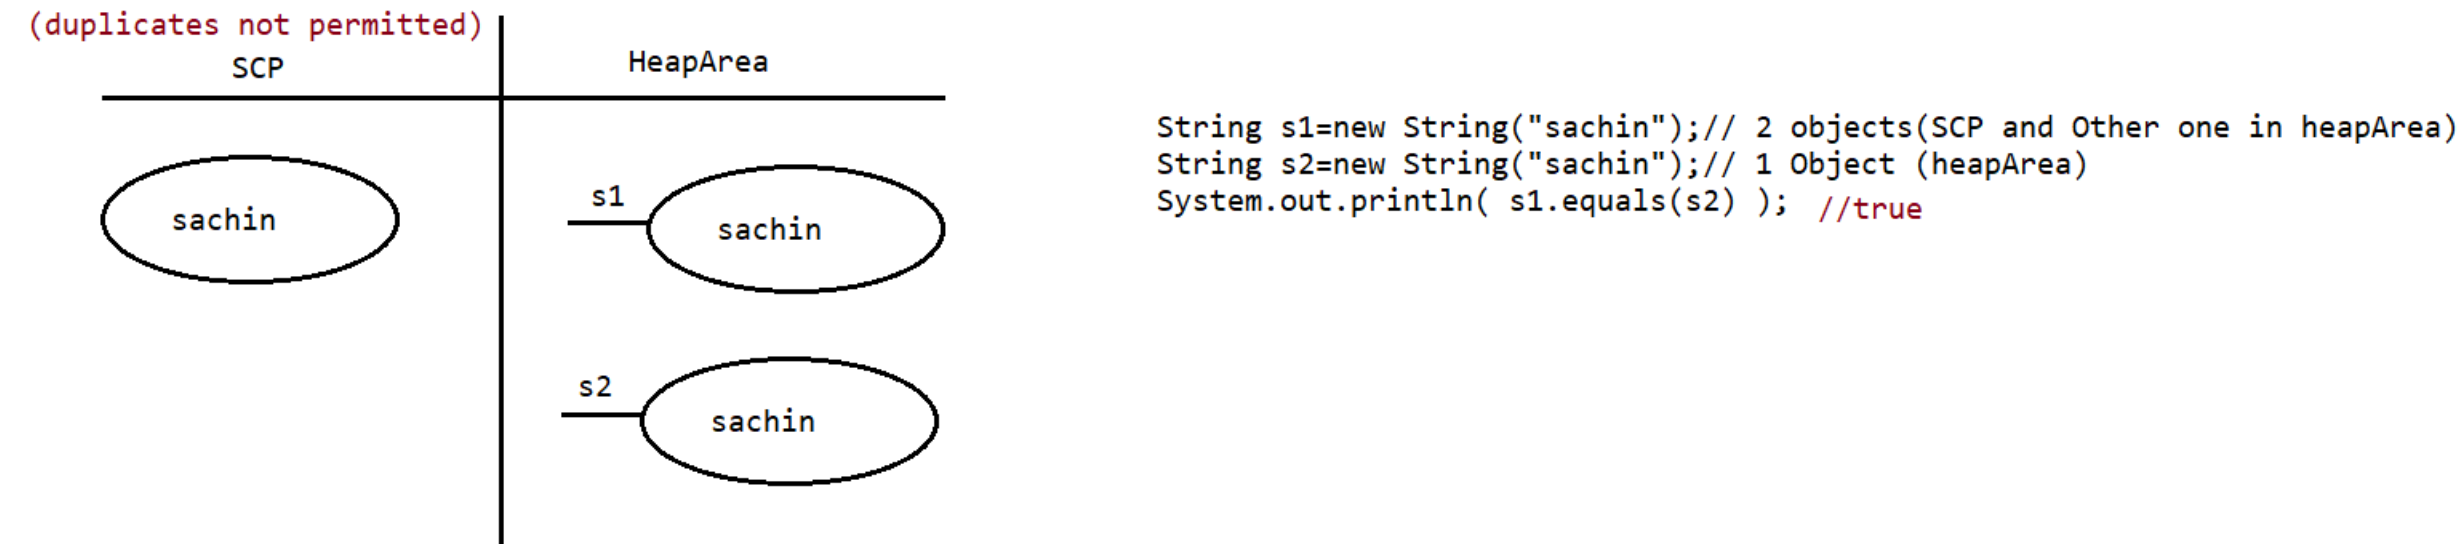 (duplicates not permitted)
SCP
HeapArea
sachin
s1
sachin
s2
sachin
String s1=new String("sachin");// 2 objects(SCP and Other one in heapArea)
String s2=new String("sachin");// 1 Object (heapArea)
System.out.println( s1.equals(s2) ); //true